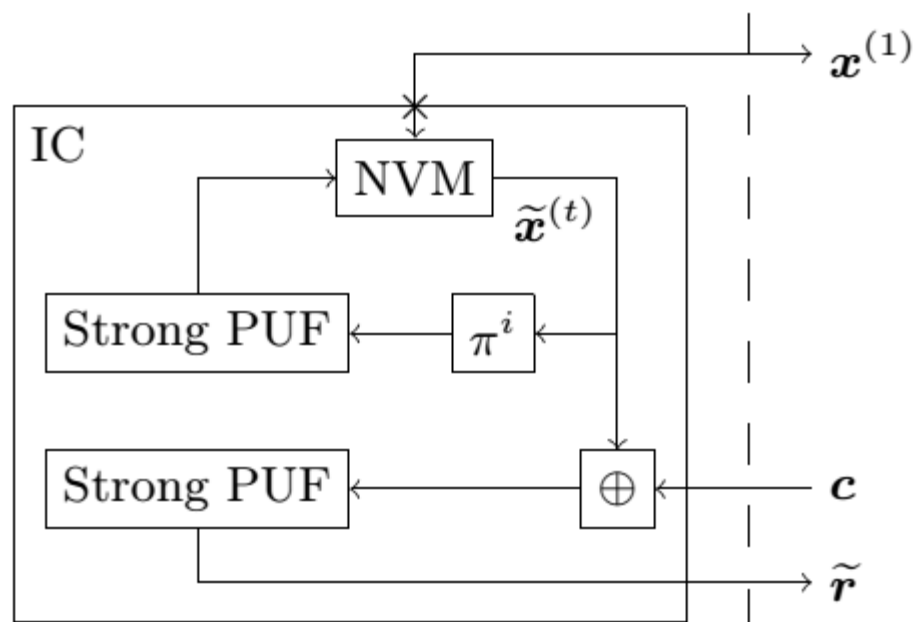 x^(1)
IC
NVM
x̃^(t)
Strong PUF
π^i
Strong PUF
⊕
c
r̃